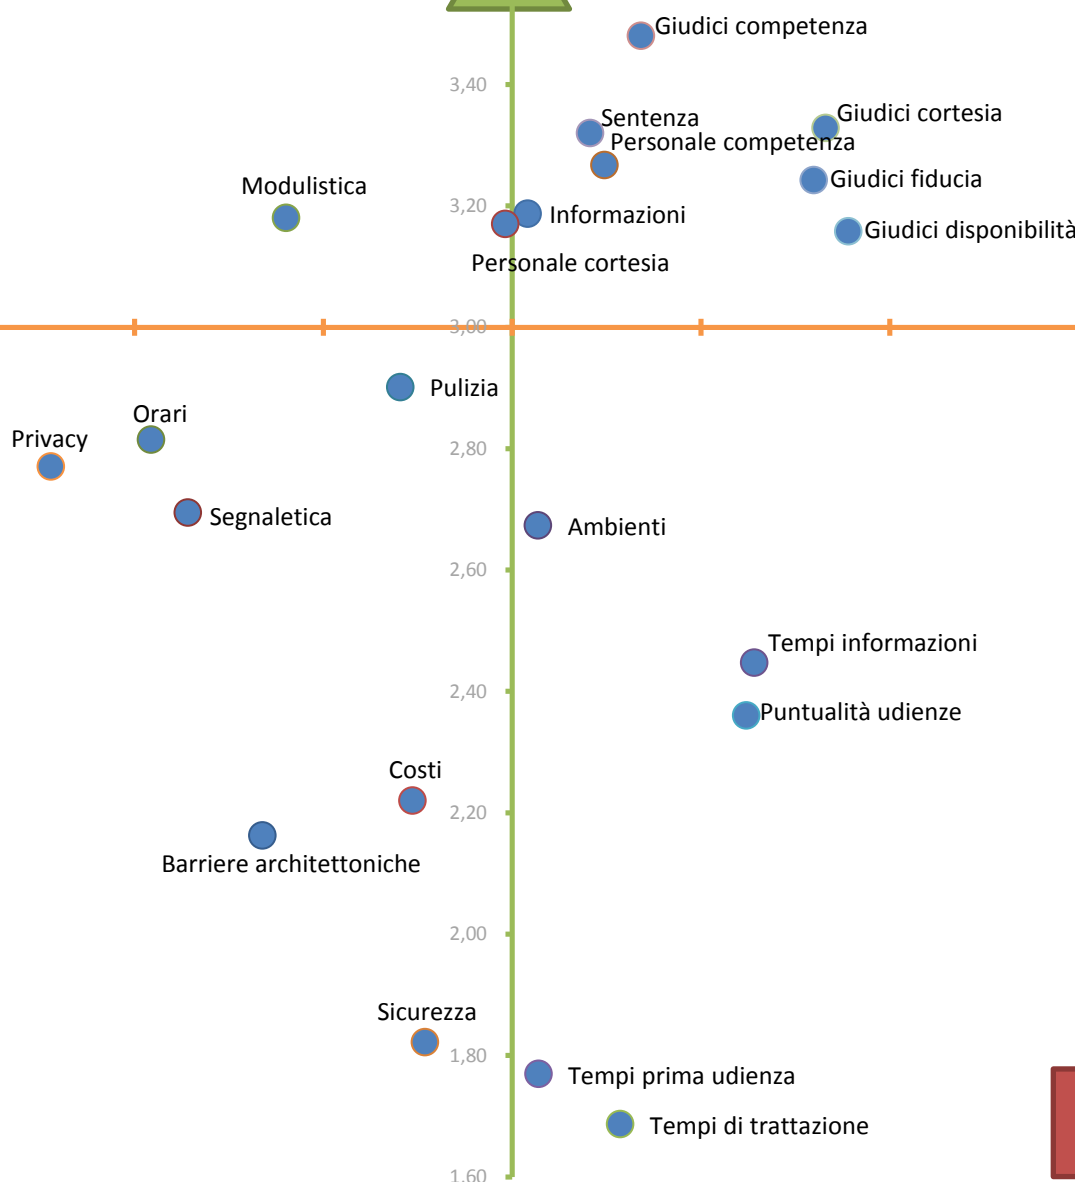 Giudici competenza
3,40
Giudici cortesia
Sentenza
Personale competenza
Giudici fiducia
Modulistica
3,20
Informazioni
Giudici disponibilità
Personale cortesia
3,00
Pulizia
Orari
Privacy
2,80
Segnaletica
Ambienti
2,60
Tempi informazioni
2,40
Puntualità udienze
Costi
2,20
Barriere architettoniche
2,00
Sicurezza
1,80
Tempi prima udienza
Tempi di trattazione
1,60